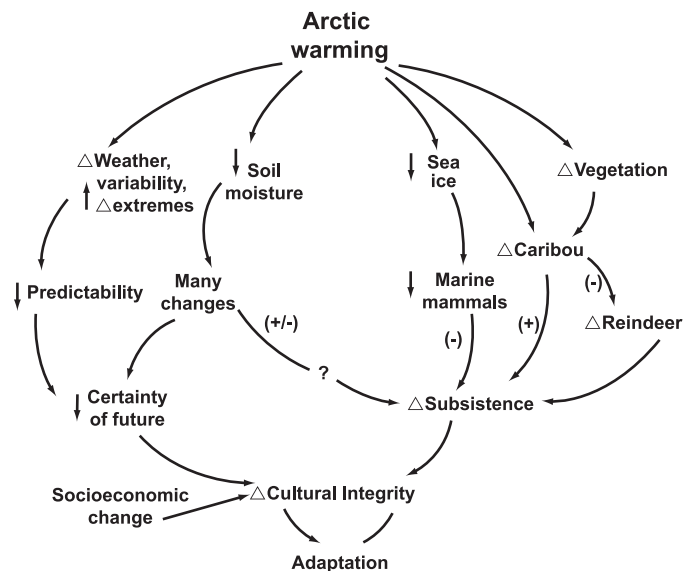 Arctic
warming
△Weather,
variability,
↑ △extremes
↓ Soil
moisture
↓ Sea
ice
△Vegetation
△Caribou
↓ Predictability
Many
changes
↓ Marine
mammals
(-)
△Reindeer
(+/-)
(-)
(+)
?
↓ Certainty
of future
△Subsistence
Socioeconomic
change
△Cultural Integrity
Adaptation